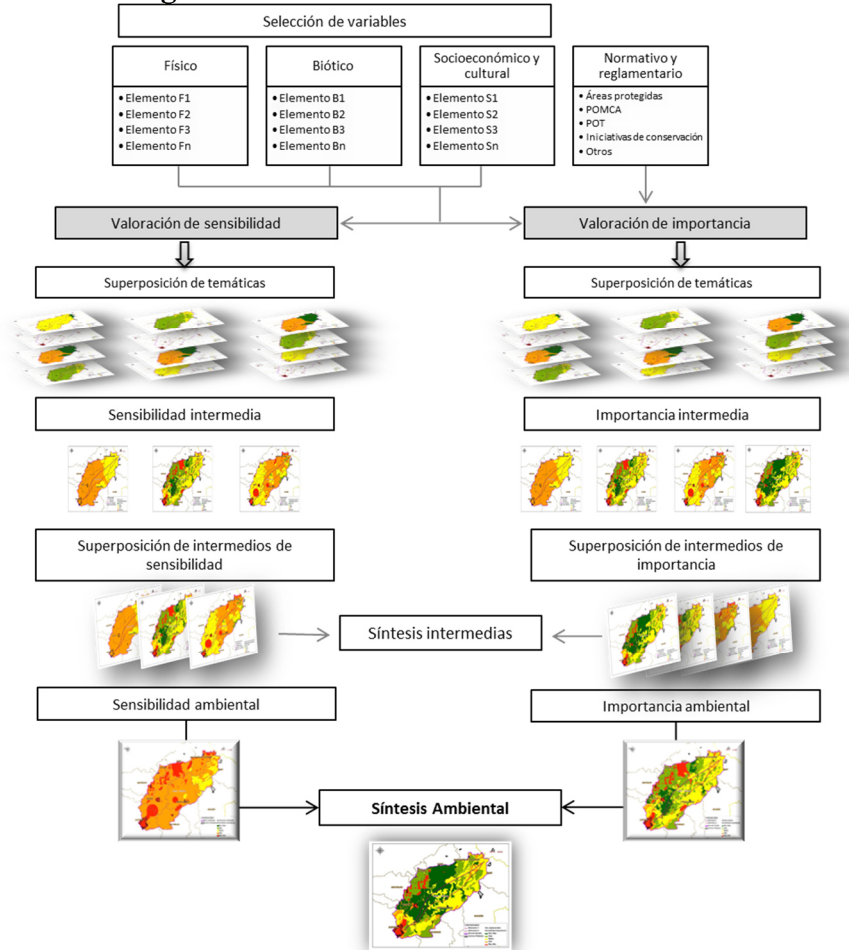 Selección de variables
Físico
• Elemento F1
• Elemento F2
• Elemento F3
• Elemento Fn
Biótico
• Elemento B1
• Elemento B2
• Elemento B3
• Elemento Bn
Socioeconómico y
cultural
• Elemento S1
• Elemento S2
• Elemento S3
• Elemento Sn
Normativo y
reglamentario
• Áreas protegidas
• POMCA
• POT
• Iniciativas de conservación
• Otros
Valoración de sensibilidad
Valoración de importancia
Superposición de temáticas
Superposición de temáticas
Sensibilidad intermedia
Importancia intermedia
Superposición de intermedios de
sensibilidad
Superposición de intermedios de
importancia
Síntesis intermedias
Sensibilidad ambiental
Importancia ambiental
Síntesis Ambiental